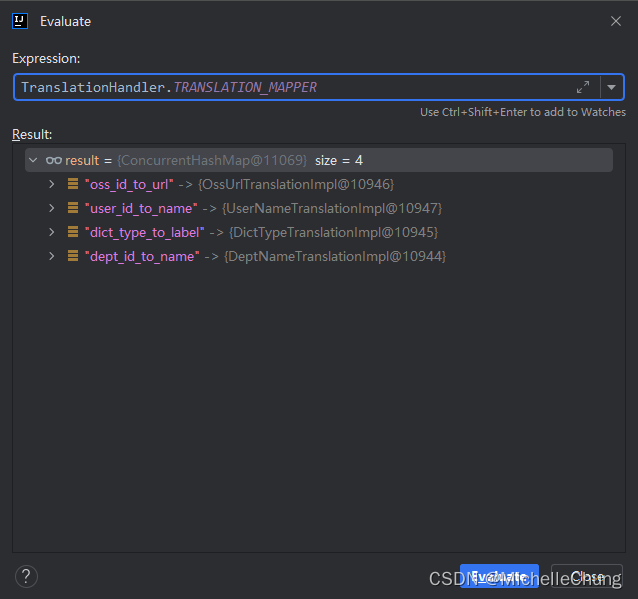 Evaluate
Expression:
TranslationHandler.TRANSLATION_MAPPER
Use Ctrl+Shift+Enter to add to Watches
Result:
result = {ConcurrentHashMap@11069} size = 4
"oss_id_to_url" -> {OssUrlTranslationImpl@10946}
"user_id_to_name" -> {UserNameTranslationImpl@10947}
"dict_type_to_label" -> {DictTypeTranslationImpl@10945}
"dept_id_to_name" -> {DeptNameTranslationImpl@10944}
? Evaluate Close
CSDN @MichelleChung